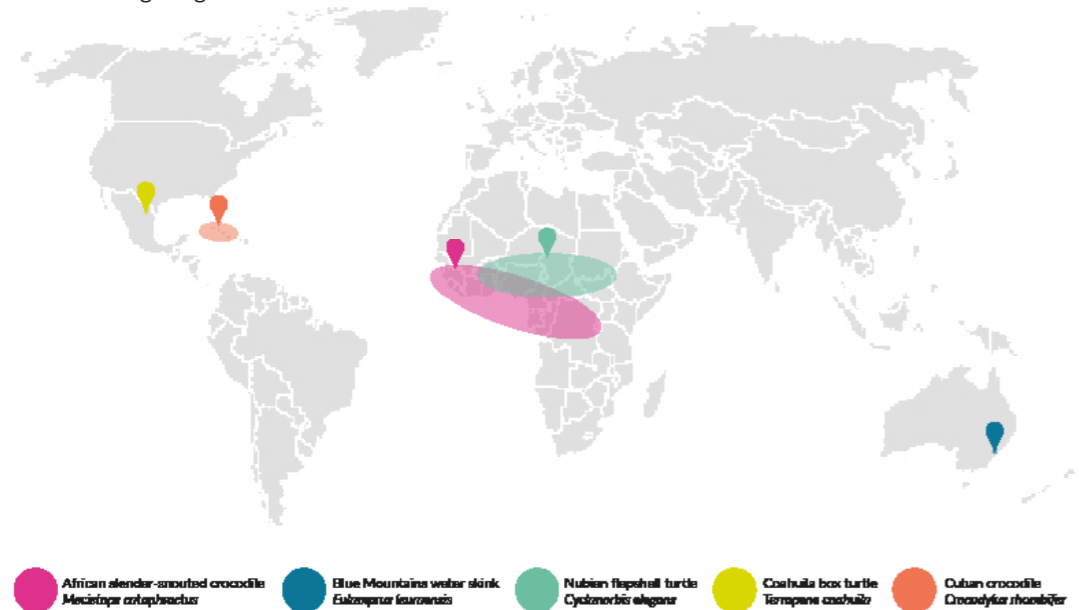 African slender-snouted crocodile
Mecistops cataphractus
Blue Mountains water skink
Eulamprus leuraensis
Nubian flapshell turtle
Cyclanorbis elegans
Coahuila box turtle
Terrapene coahuila
Cuban crocodile
Crocodylus rhombifer